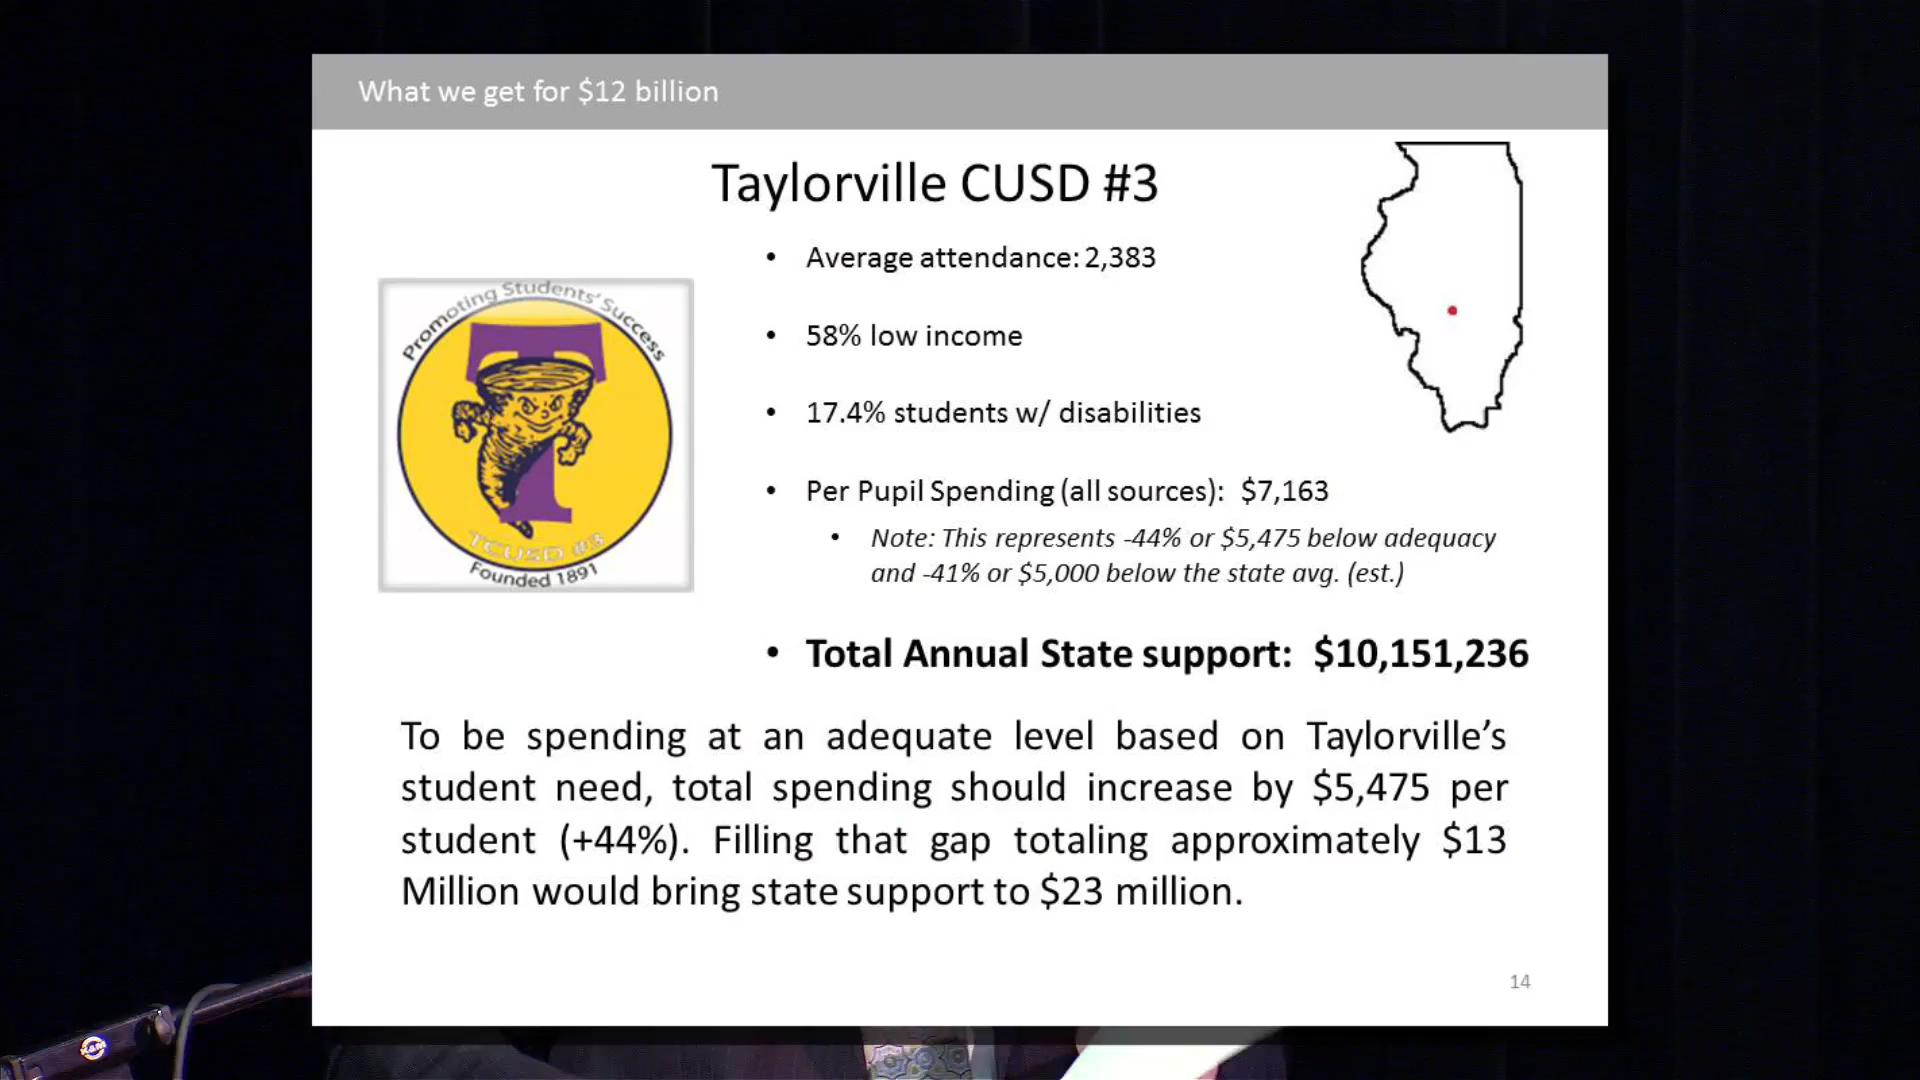 What we get for $12 billion
Taylorville CUSD #3
• Average attendance: 2,383
Promoting Students' Success
• 58% low income
• 17.4% students w/ disabilities
• Per Pupil Spending (all sources): $7,163
• Note: This represents -44% or $5,475 below adequacy
and -41% or $5,000 below the state avg. (est.)
TCUSD #3
Founded 1891
• Total Annual State support: $10,151,236
To be spending at an adequate level based on Taylorville’s
student need, total spending should increase by $5,475 per
student (+44%). Filling that gap totaling approximately $13
Million would bring state support to $23 million.
14
K&M